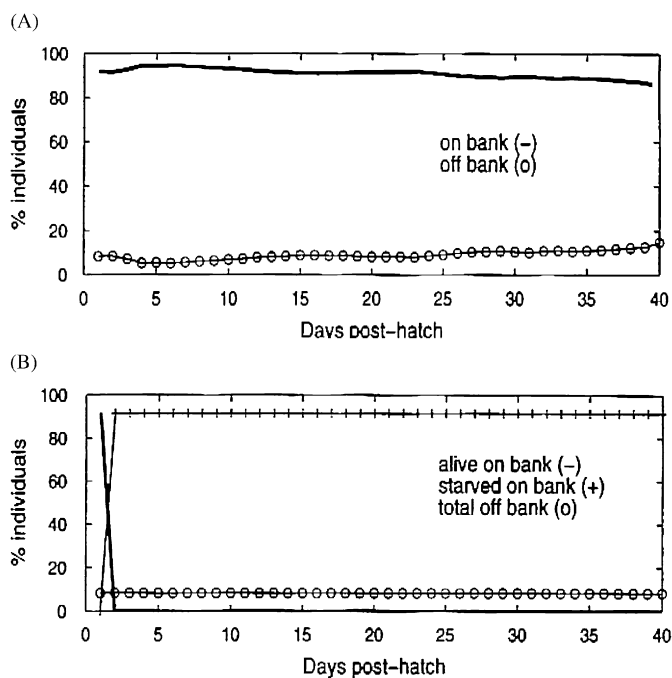 (A)
100
80
60
40
20
0
% individuals
on bank (–)
off bank (o)
0 5 10 15 20 25 30 35 40
Days post–hatch
(B)
100
80
60
40
20
0
% individuals
alive on bank (–)
starved on bank (+)
total off bank (o)
0 5 10 15 20 25 30 35 40
Days post–hatch